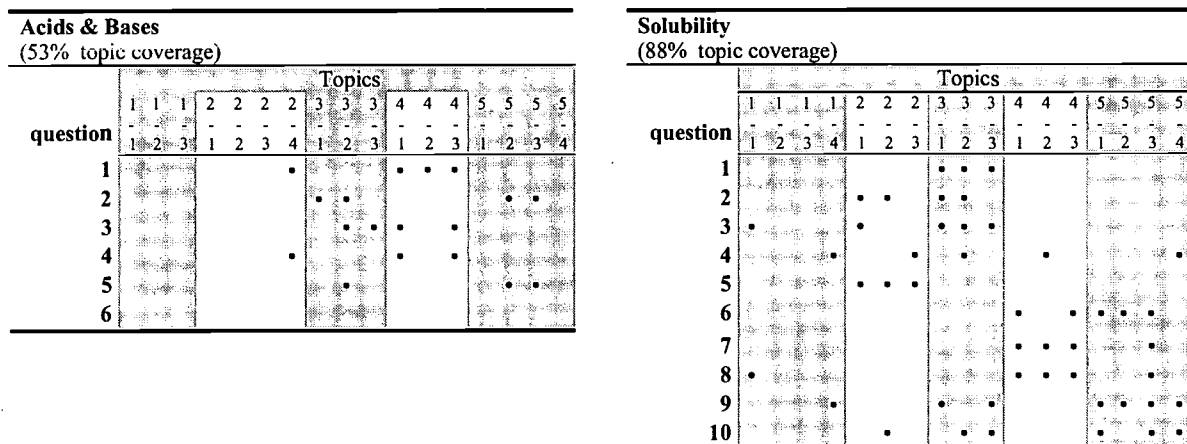 Acids & Bases
(53% topic coverage)
Topics
1 1 1 2 2 2 2 3 3 3 4 4 4 5 5 5 5
- - - - - - - - - - - - - - - - -
question 1 2 3 1 2 3 4 1 2 3 1 2 3 1 2 3 4
1
2
3
4
5
6
Solubility
(88% topic coverage)
Topics
1 1 1 1 2 2 2 3 3 3 4 4 4 5 5 5 5
- - - - - - - - - - - - - - - - -
question 1 2 3 4 1 2 3 1 2 3 1 2 3 1 2 3 4
1
2
3
4
5
6
7
8
9
10